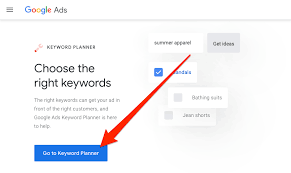 Google Ads
KEYWORD PLANNER
Choose the
right keywords
The right keywords can get your ad in
front of the right customers, and
Google Ads Keyword Planner is here
to help.
Go to Keyword Planner
summer apparel
Get ideas
Sandals
Bathing suits
Jean shorts